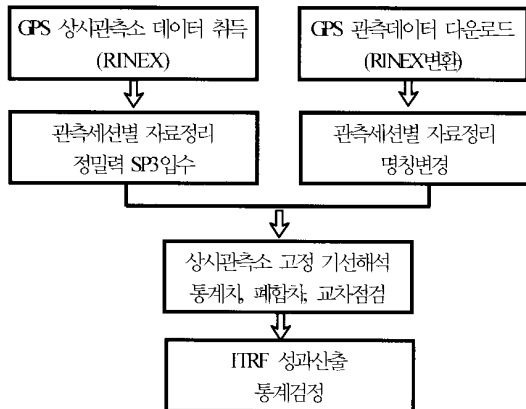 GPS 상시관측소 데이터 취득
(RINEX)
GPS 관측데이터 다운로드
(RINEX변환)
관측세션별 자료정리
정밀력 SP3입수
관측세션별 자료정리
명칭변경
상시관측소 고정 기선해석
통계치, 폐합차, 교차점검
ITRF 성과산출
통계검정